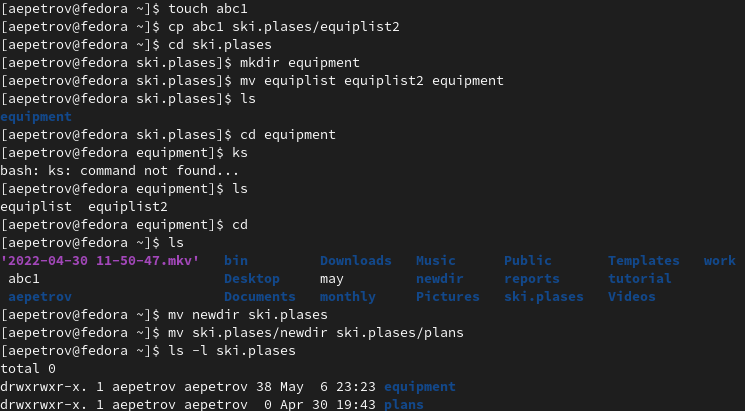 [aepetrov@fedora ~]$ touch abc1
[aepetrov@fedora ~]$ cp abc1 ski.plases/equiplist2
[aepetrov@fedora ~]$ cd ski.plases
[aepetrov@fedora ski.plases]$ mkdir equipment
[aepetrov@fedora ski.plases]$ mv equiplist equiplist2 equipment
[aepetrov@fedora ski.plases]$ ls
equipment
[aepetrov@fedora ski.plases]$ cd equipment
[aepetrov@fedora equipment]$ ks
bash: ks: command not found...
[aepetrov@fedora equipment]$ ls
equiplist  equiplist2
[aepetrov@fedora equipment]$ cd
[aepetrov@fedora ~]$ ls
'2022-04-30 11-50-47.mkv'   bin         Downloads   Music      Public       Templates   work
 abc1                       Desktop     may         newdir     reports      tutorial
 aepetrov                   Documents   monthly     Pictures   ski.plases   Videos
[aepetrov@fedora ~]$ mv newdir ski.plases
[aepetrov@fedora ~]$ mv ski.plases/newdir ski.plases/plans
[aepetrov@fedora ~]$ ls -l ski.plases
total 0
drwxrwxr-x. 1 aepetrov aepetrov 38 May  6 23:23 equipment
drwxrwxr-x. 1 aepetrov aepetrov  0 Apr 30 19:43 plans